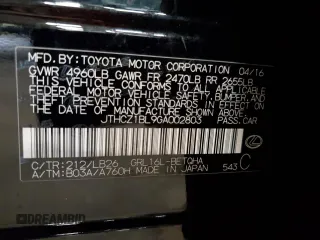 MFD.BY:TOYOTA MOTOR CORPORATION 04/16
GVWR 4960LB GAWR FR 2470LB RR 2655LB
THIS VEHICLE CONFORMS TO ALL APPLICABLE
FEDERAL MOTOR VEHICLE SAFETY, BUMPER, AND
THEFT PREVENTION STANDARDS IN EFFECT ON
THE DATE OF MANUFACTURE SHOWN ABOVE.
JTHCZ1BL9GA002803 PASS.CAR
C/TR:212/LB26 GRL16L-BETQHA
A/TM:B03A/A760H MADE IN JAPAN 543 C
AUTOBIDMASTER